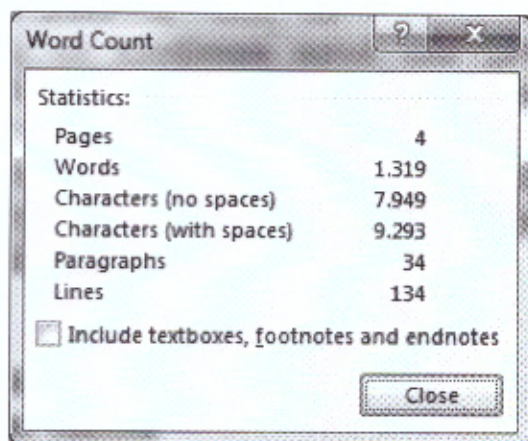 Word Count
Statistics:
Pages 4
Words 1.319
Characters (no spaces) 7.949
Characters (with spaces) 9.293
Paragraphs 34
Lines 134
Include textboxes, footnotes and endnotes
Close